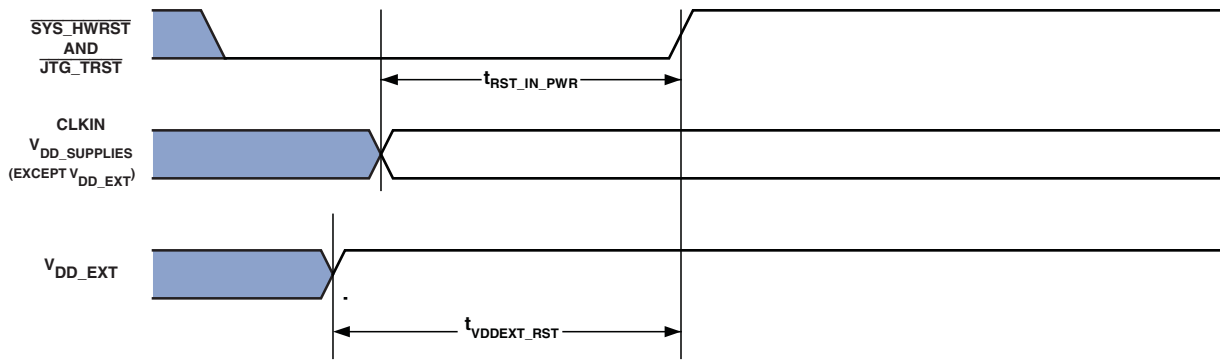 SYS_HWRST
AND
JTG_TRST
tRST_IN_PWR
CLKIN
VDD_SUPPLIES
(EXCEPT VDD_EXT)
VDD_EXT
tVDDEXT_RST